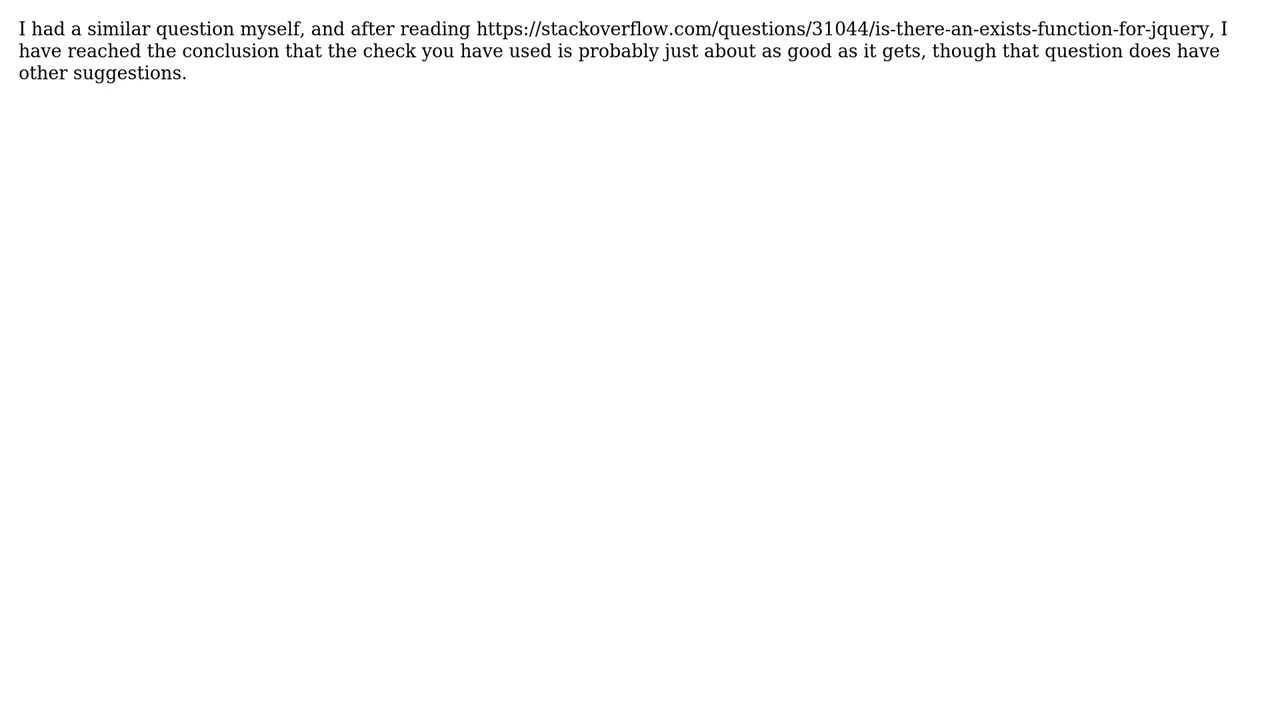 I had a similar question myself, and after reading https://stackoverflow.com/questions/31044/is-there-an-exists-function-for-jquery, I
have reached the conclusion that the check you have used is probably just about as good as it gets, though that question does have
other suggestions.